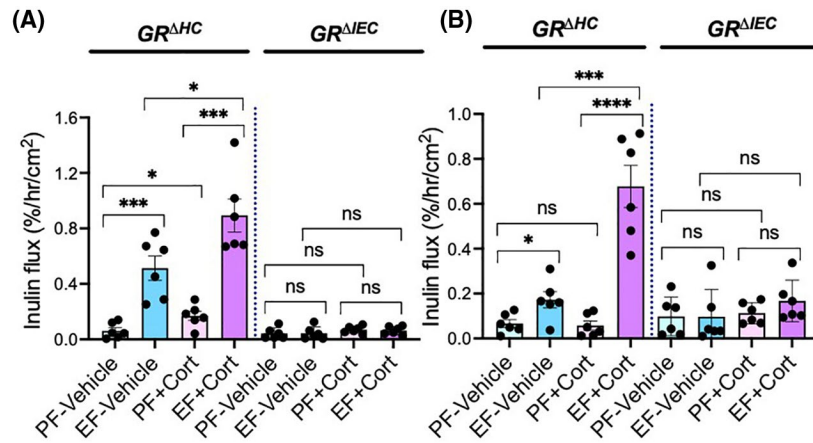 (A)
GR^ΔHC GR^ΔIEC
Inulin flux (%/hr/cm²)
1.6
1.2
0.8
0.4
0.0
*
***
*
***
ns
ns
ns
ns
PF-Vehicle
EF-Vehicle
PF+Cort
EF+Cort
PF-Vehicle
EF-Vehicle
PF+Cort
EF+Cort
(B)
GR^ΔHC GR^ΔIEC
Inulin flux (%/hr/cm²)
1.0
0.8
0.6
0.4
0.2
0.0
***
****
ns
*
ns
ns
ns
ns
PF-Vehicle
EF-Vehicle
PF+Cort
EF+Cort
PF-Vehicle
EF-Vehicle
PF+Cort
EF+Cort